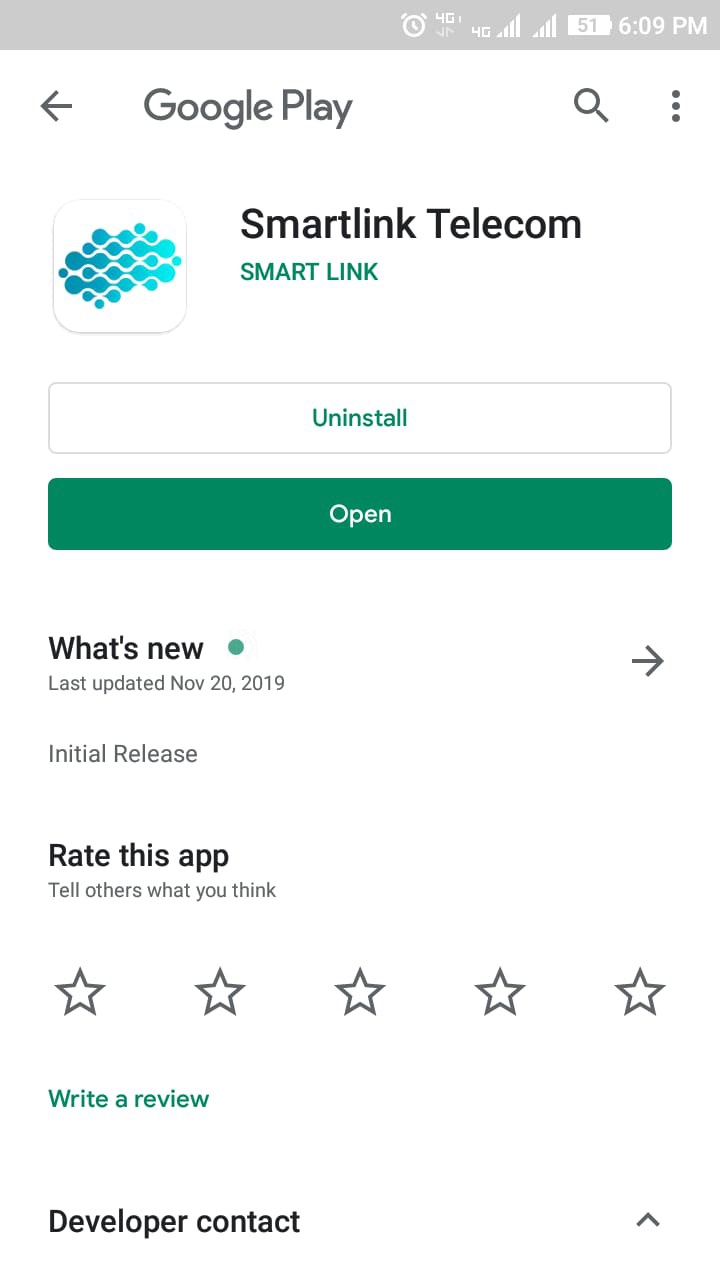 4G 4G 51 6:09 PM
Google Play
Smartlink Telecom
SMART LINK
Uninstall
Open
What's new
Last updated Nov 20, 2019
Initial Release
Rate this app
Tell others what you think
Write a review
Developer contact